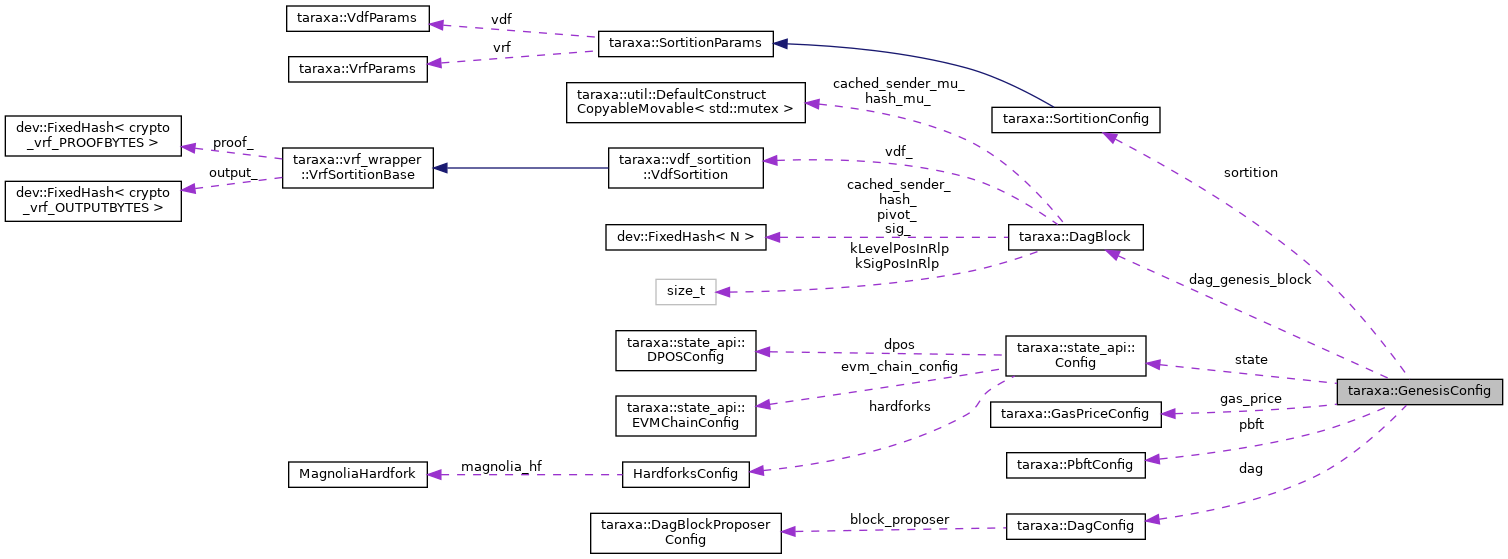 taraxa::VdfParams
vdf
taraxa::SortitionParams
vrf
taraxa::VrfParams
taraxa::util::DefaultConstruct
CopyableMovable< std::mutex >
cached_sender_mu_
hash_mu_
taraxa::SortitionConfig
dev::FixedHash< crypto
_vrf_PROOFBYTES >
proof_
taraxa::vrf_wrapper
::VrfSortitionBase
taraxa::vdf_sortition
::VdfSortition
vdf_
sortition
output_
dev::FixedHash< crypto
_vrf_OUTPUTBYTES >
cached_sender_
hash_
pivot_
sig_
dev::FixedHash< N >
taraxa::DagBlock
kLevelPosInRlp
kSigPosInRlp
size_t
dag_genesis_block
taraxa::state_api::
DPOSConfig
dpos
taraxa::state_api::
Config
state
evm_chain_config
taraxa::GenesisConfig
taraxa::state_api::
EVMChainConfig
hardforks
taraxa::GasPriceConfig
gas_price
pbft
MagnoliaHardfork
magnolia_hf
HardforksConfig
taraxa::PbftConfig
dag
taraxa::DagBlockProposer
Config
block_proposer
taraxa::DagConfig